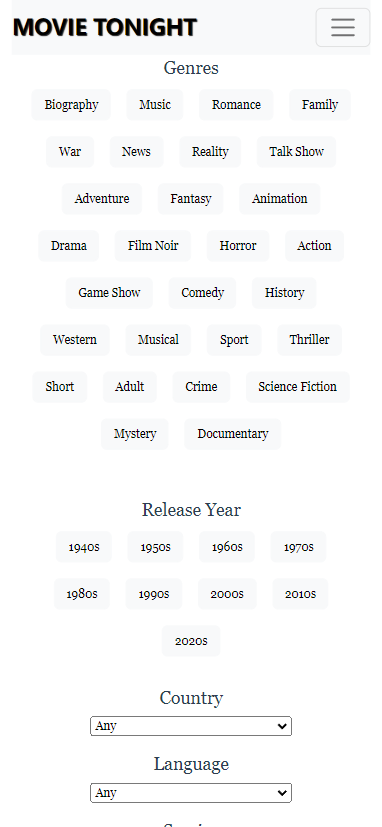 MOVIE TONIGHT
Genres
Biography Music Romance Family
War News Reality Talk Show
Adventure Fantasy Animation
Drama Film Noir Horror Action
Game Show Comedy History
Western Musical Sport Thriller
Short Adult Crime Science Fiction
Mystery Documentary
Release Year
1940s 1950s 1960s 1970s
1980s 1990s 2000s 2010s
2020s
Country
Any
Language
Any